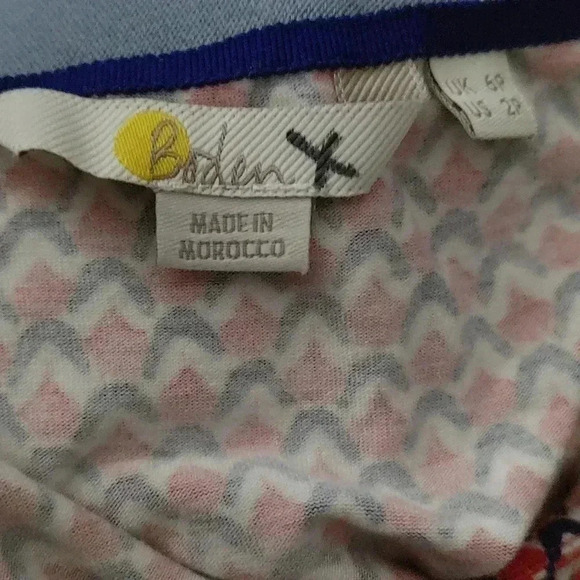 Boden
MADE IN
MOROCCO
UK 6P
US 2P